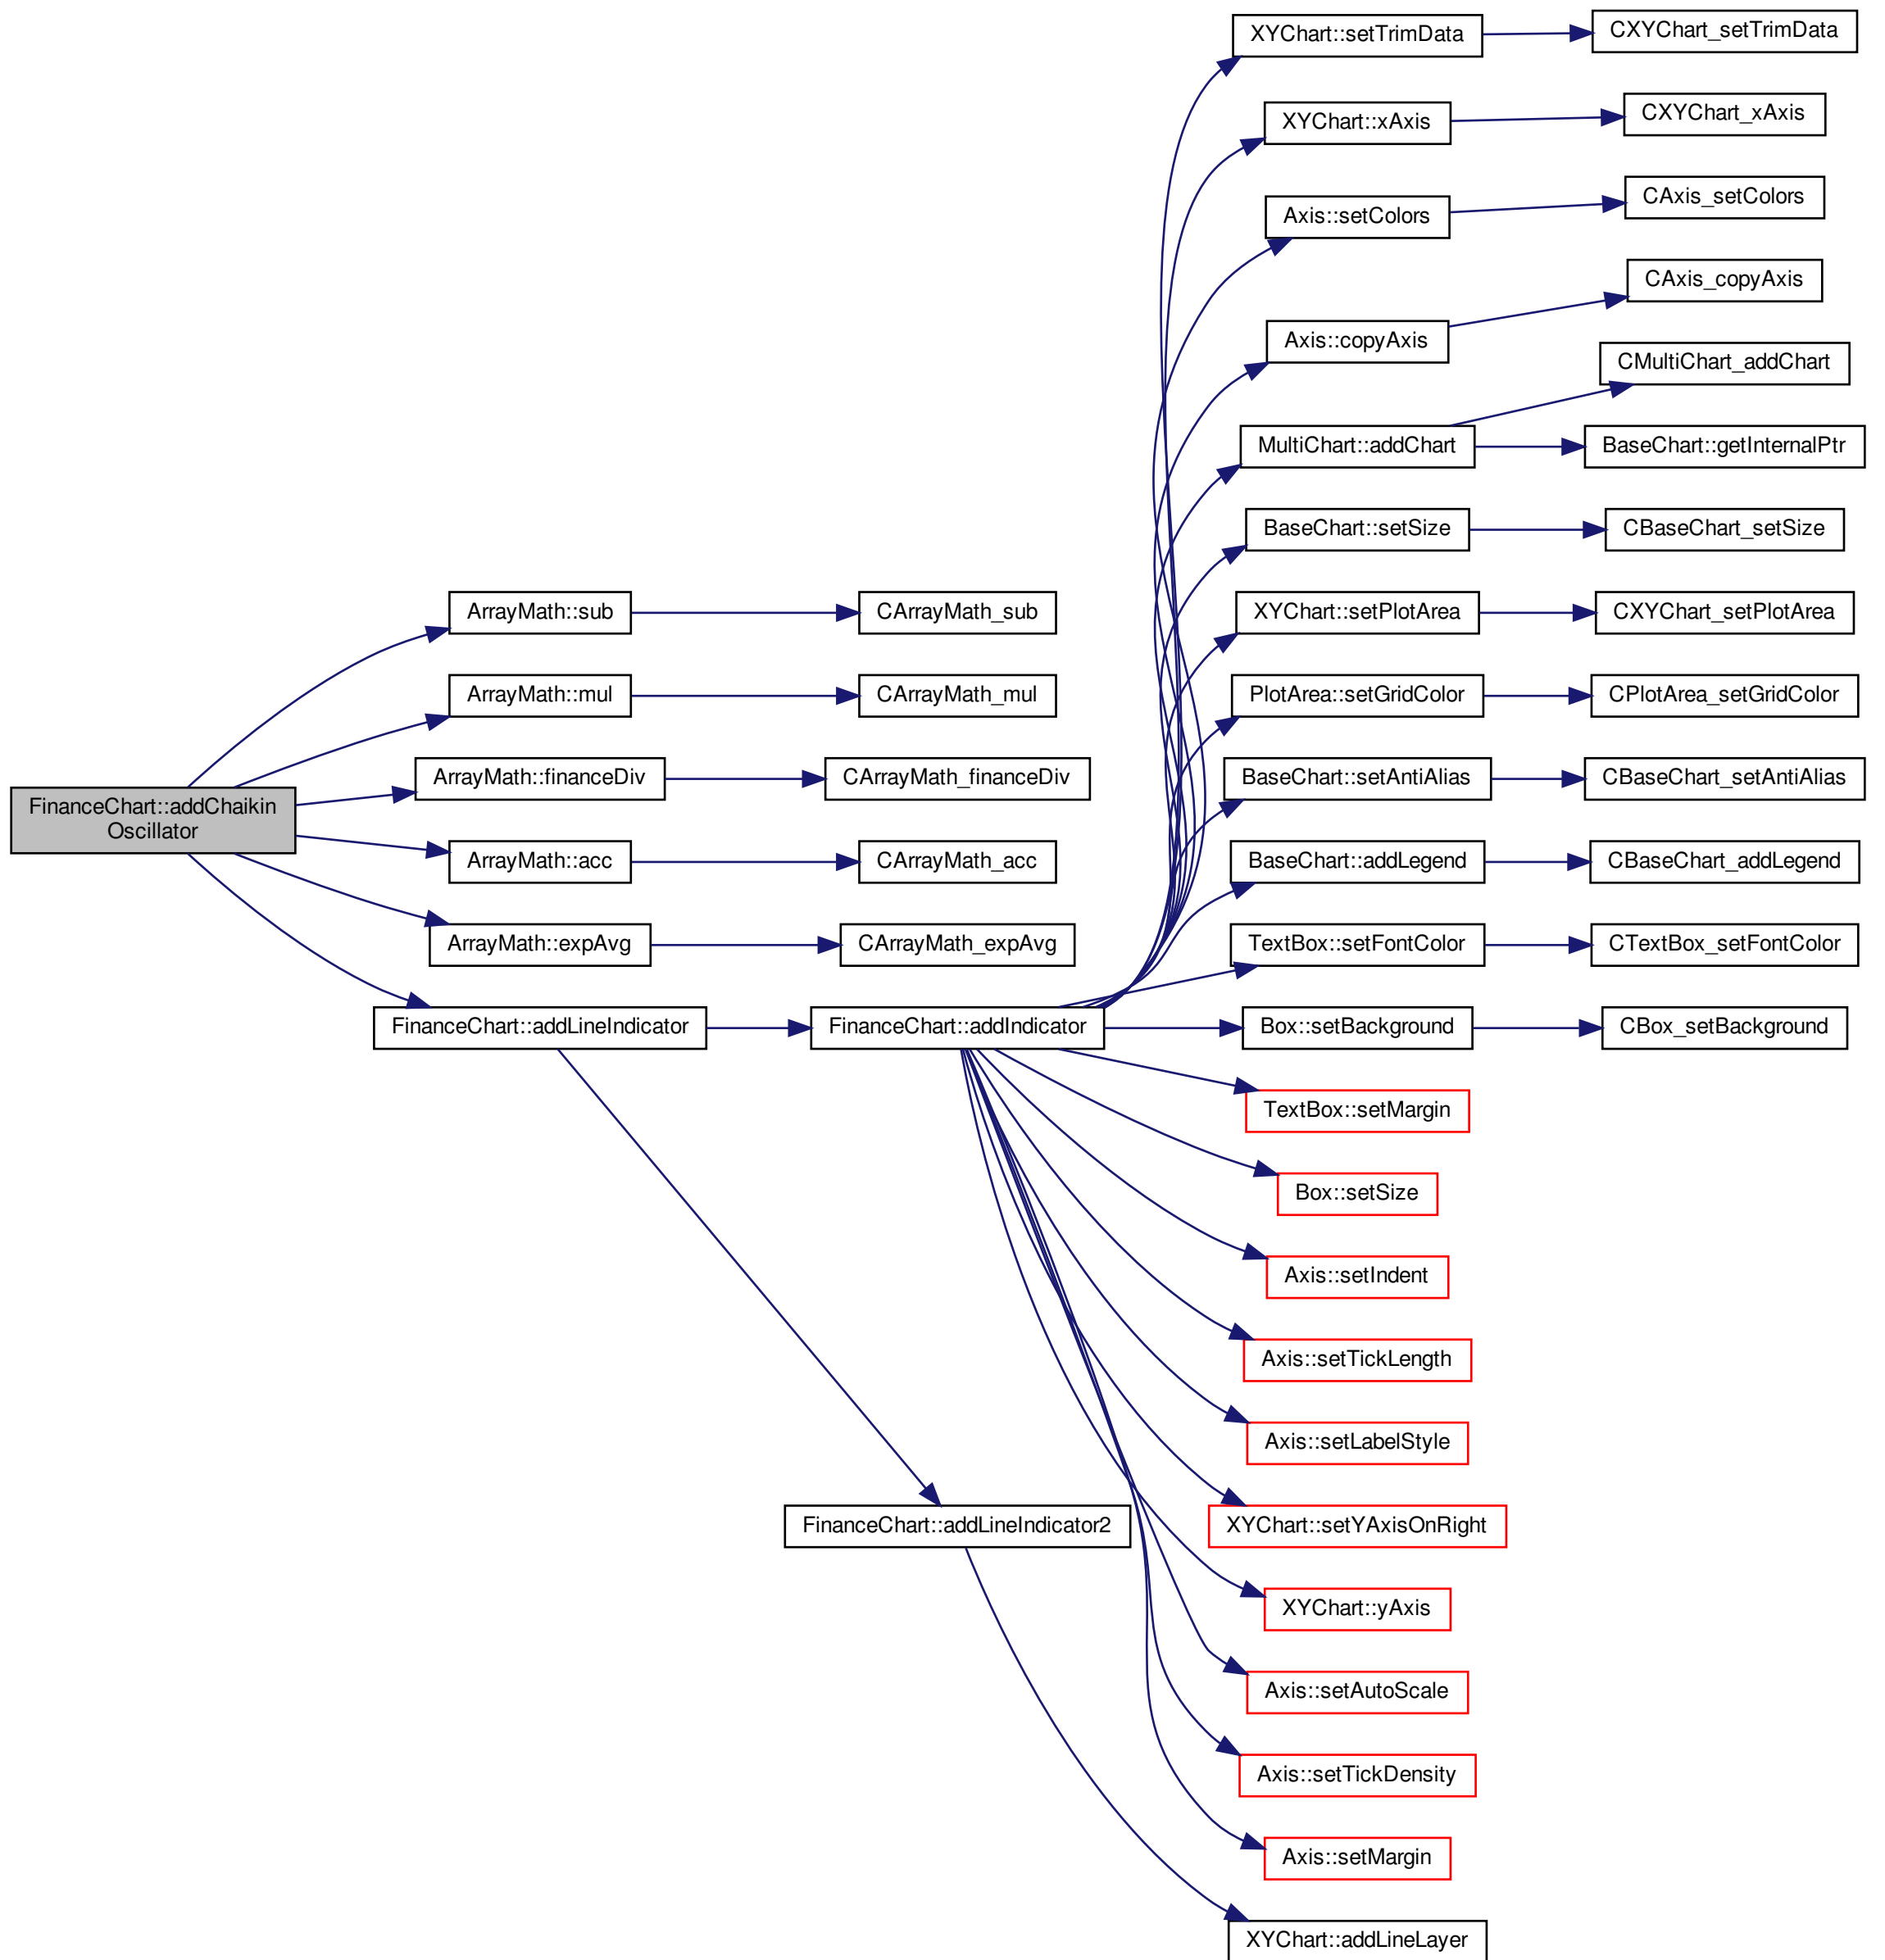 XYChart::setTrimData
CXYChart_setTrimData
XYChart::xAxis
CXYChart_xAxis
Axis::setColors
CAxis_setColors
Axis::copyAxis
CAxis_copyAxis
CMultiChart_addChart
MultiChart::addChart
BaseChart::getInternalPtr
BaseChart::setSize
CBaseChart_setSize
ArrayMath::sub
CArrayMath_sub
XYChart::setPlotArea
CXYChart_setPlotArea
ArrayMath::mul
CArrayMath_mul
PlotArea::setGridColor
CPlotArea_setGridColor
ArrayMath::financeDiv
CArrayMath_financeDiv
BaseChart::setAntiAlias
CBaseChart_setAntiAlias
FinanceChart::addChaikin
Oscillator
ArrayMath::acc
CArrayMath_acc
BaseChart::addLegend
CBaseChart_addLegend
ArrayMath::expAvg
CArrayMath_expAvg
TextBox::setFontColor
CTextBox_setFontColor
FinanceChart::addLineIndicator
FinanceChart::addIndicator
Box::setBackground
CBox_setBackground
TextBox::setMargin
Box::setSize
Axis::setIndent
Axis::setTickLength
Axis::setLabelStyle
FinanceChart::addLineIndicator2
XYChart::setYAxisOnRight
XYChart::yAxis
Axis::setAutoScale
Axis::setTickDensity
Axis::setMargin
XYChart::addLineLayer